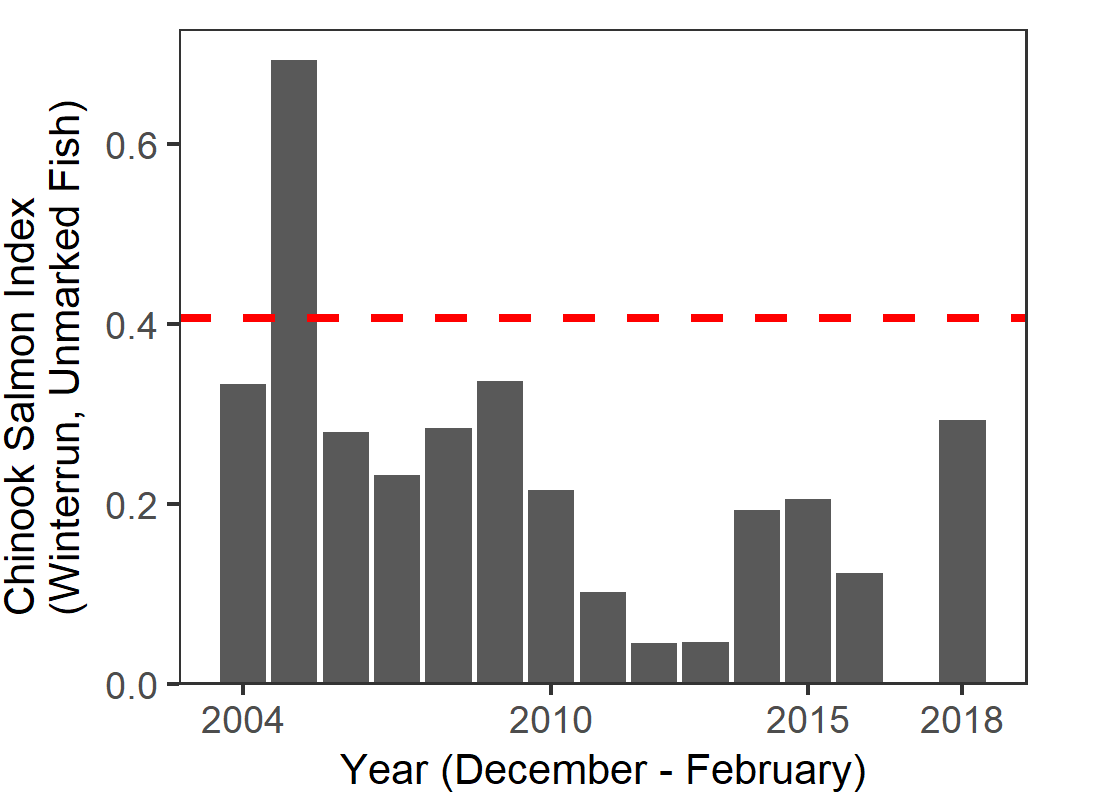 Chinook Salmon Index
(Winterrun, Unmarked Fish)
0.6
0.4
0.2
0.0
2004 2010 2015 2018
Year (December - February)